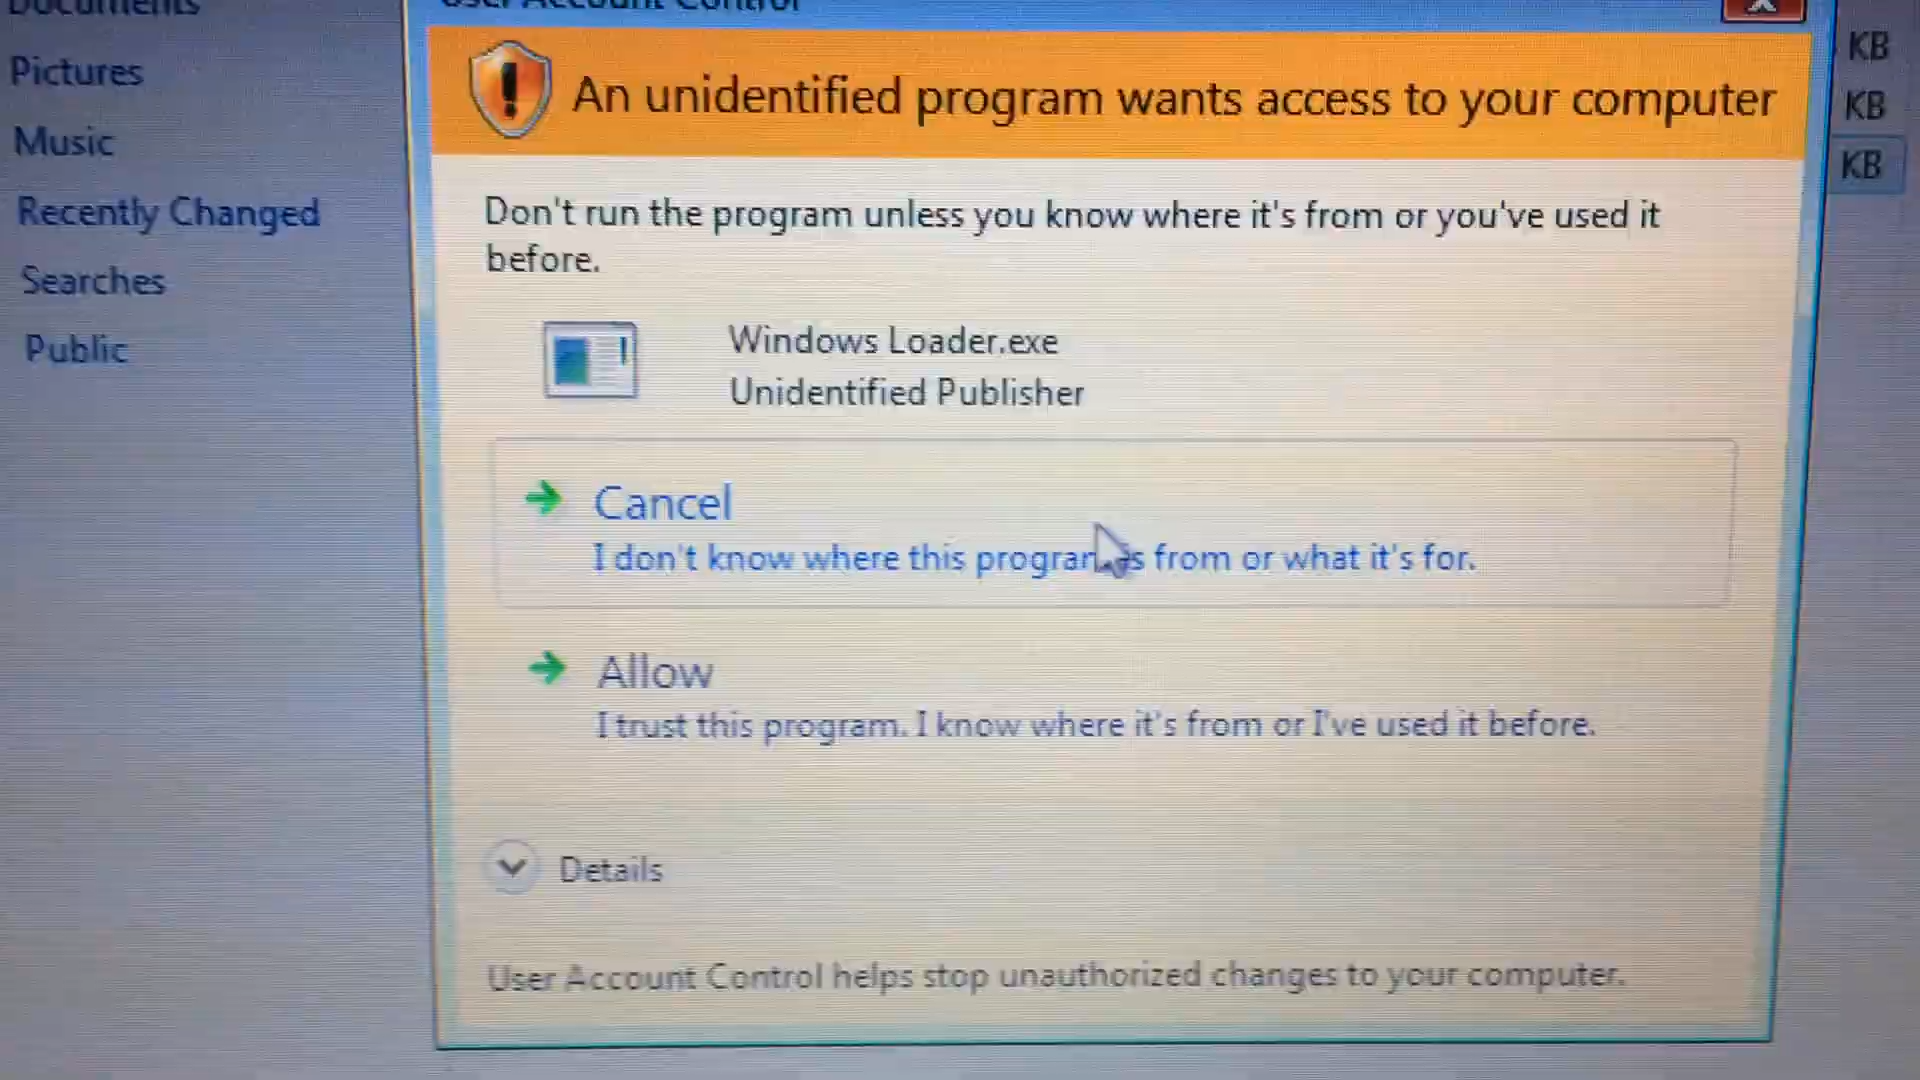 Documents
Pictures
Music
Recently Changed
Searches
Public
User Account Control
An unidentified program wants access to your computer
Don't run the program unless you know where it's from or you've used it
before.
Windows Loader.exe
Unidentified Publisher
Cancel
I don't know where this program's from or what it's for.
Allow
I trust this program. I know where it's from or I've used it before.
Details
User Account Control helps stop unauthorized changes to your computer.
KB
KB
KB